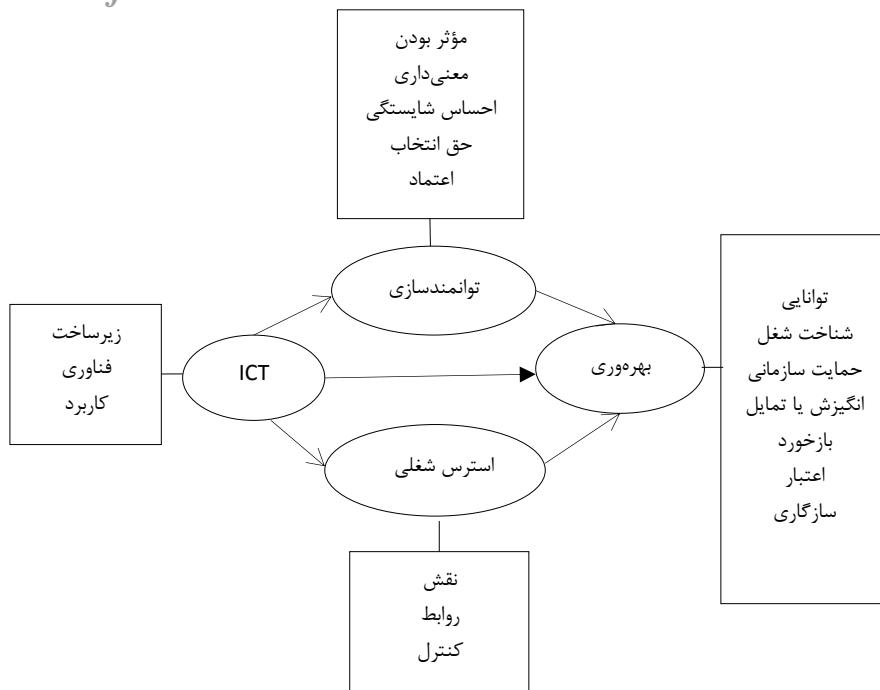 مؤثر بودن
معنی‌داری
احساس شایستگی
حق انتخاب
اعتماد
توانمندسازی
توانایی
شناخت شغل
حمایت سازمانی
انگیزش یا تمایل
بازخورد
اعتبار
سازگاری
زیرساخت
فناوری
کاربرد
ICT
بهره‌وری
استرس شغلی
نقش
روابط
کنترل